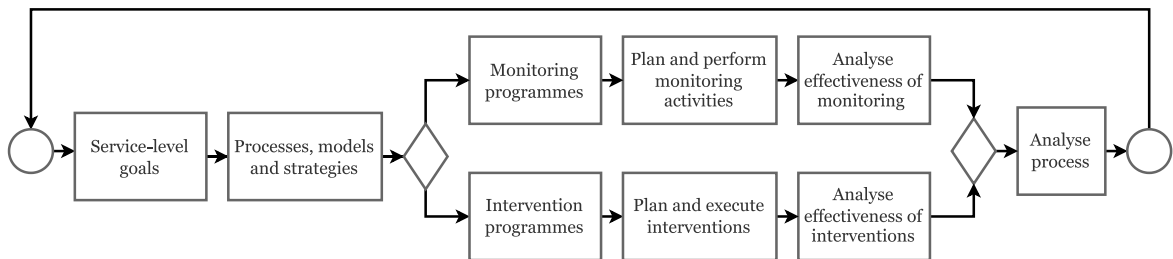 Service-level
goals
Processes, models
and strategies
Monitoring
programmes
Plan and perform
monitoring
activities
Analyse
effectiveness of
monitoring
Intervention
programmes
Plan and execute
interventions
Analyse
effectiveness of
interventions
Analyse
process